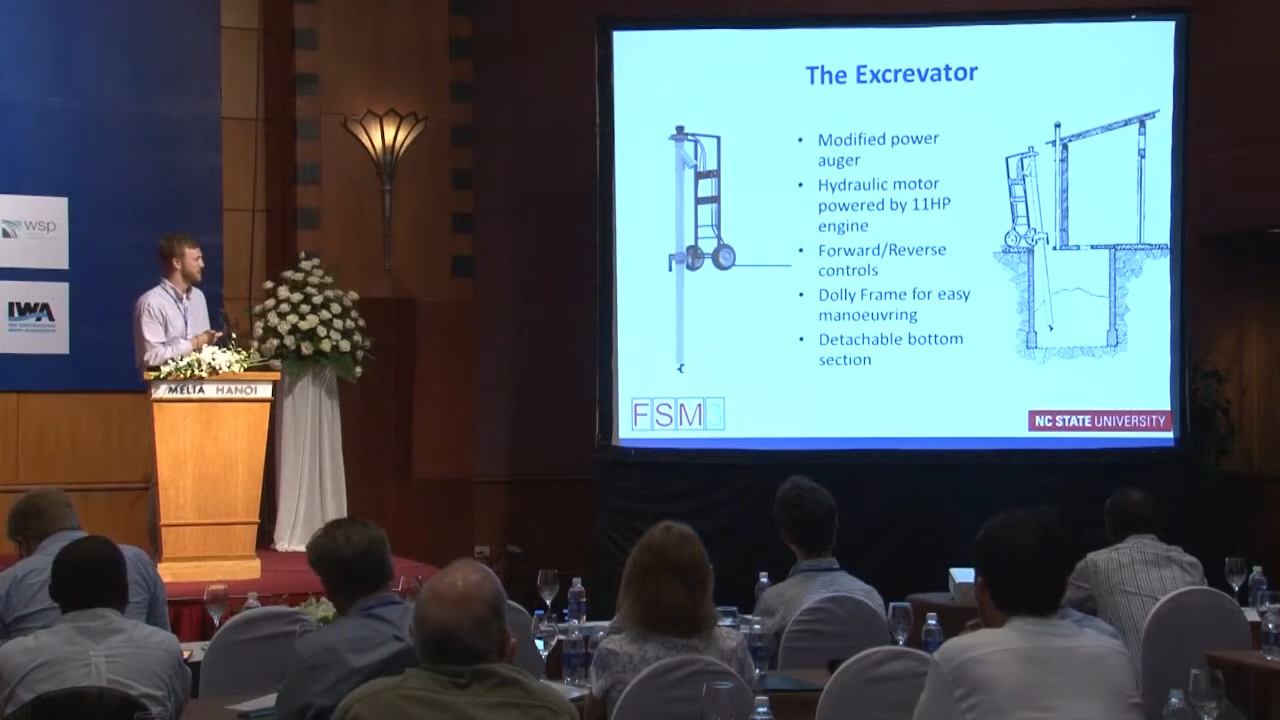 The Excrevator
• Modified power
auger
• Hydraulic motor
powered by 11HP
engine
• Forward/Reverse
controls
• Dolly Frame for easy
manoeuvring
• Detachable bottom
section
FSM3
NC STATE UNIVERSITY
wsp
IWA
MELIA HANOI